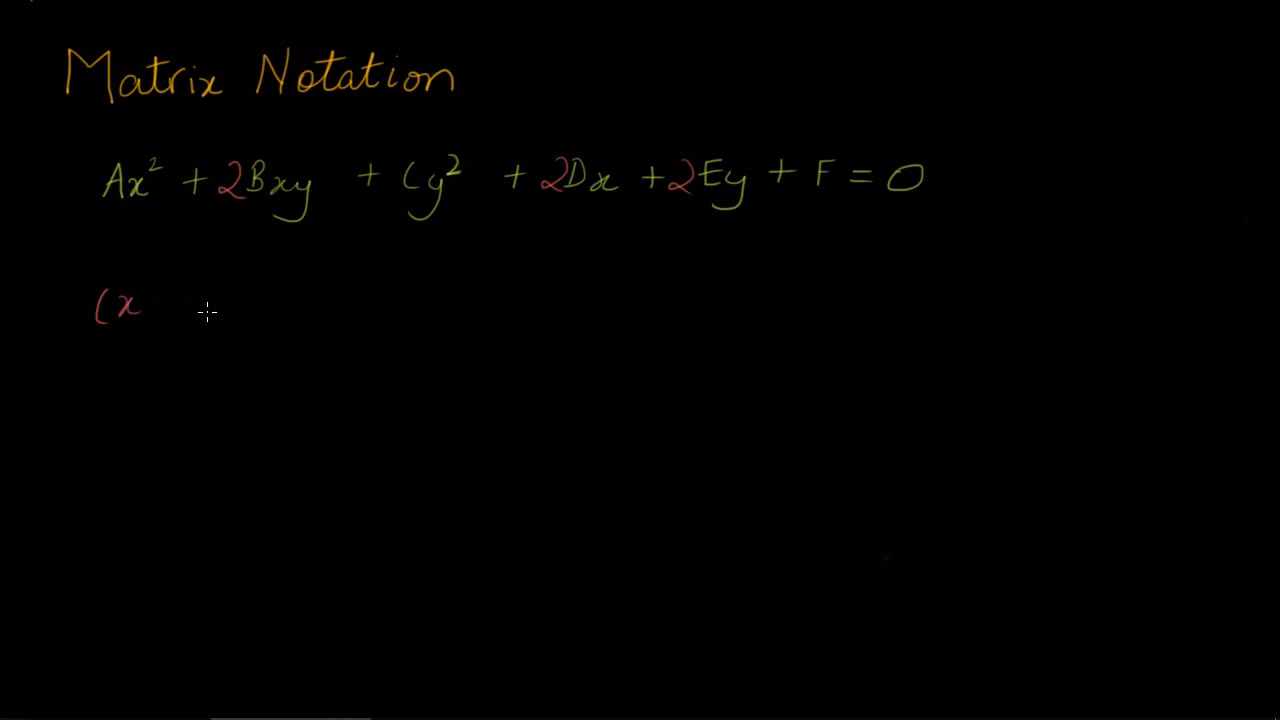 Matrix Notation
Ax² + 2Bxy + Cy² + 2Dx + 2Ey + F = 0
(x